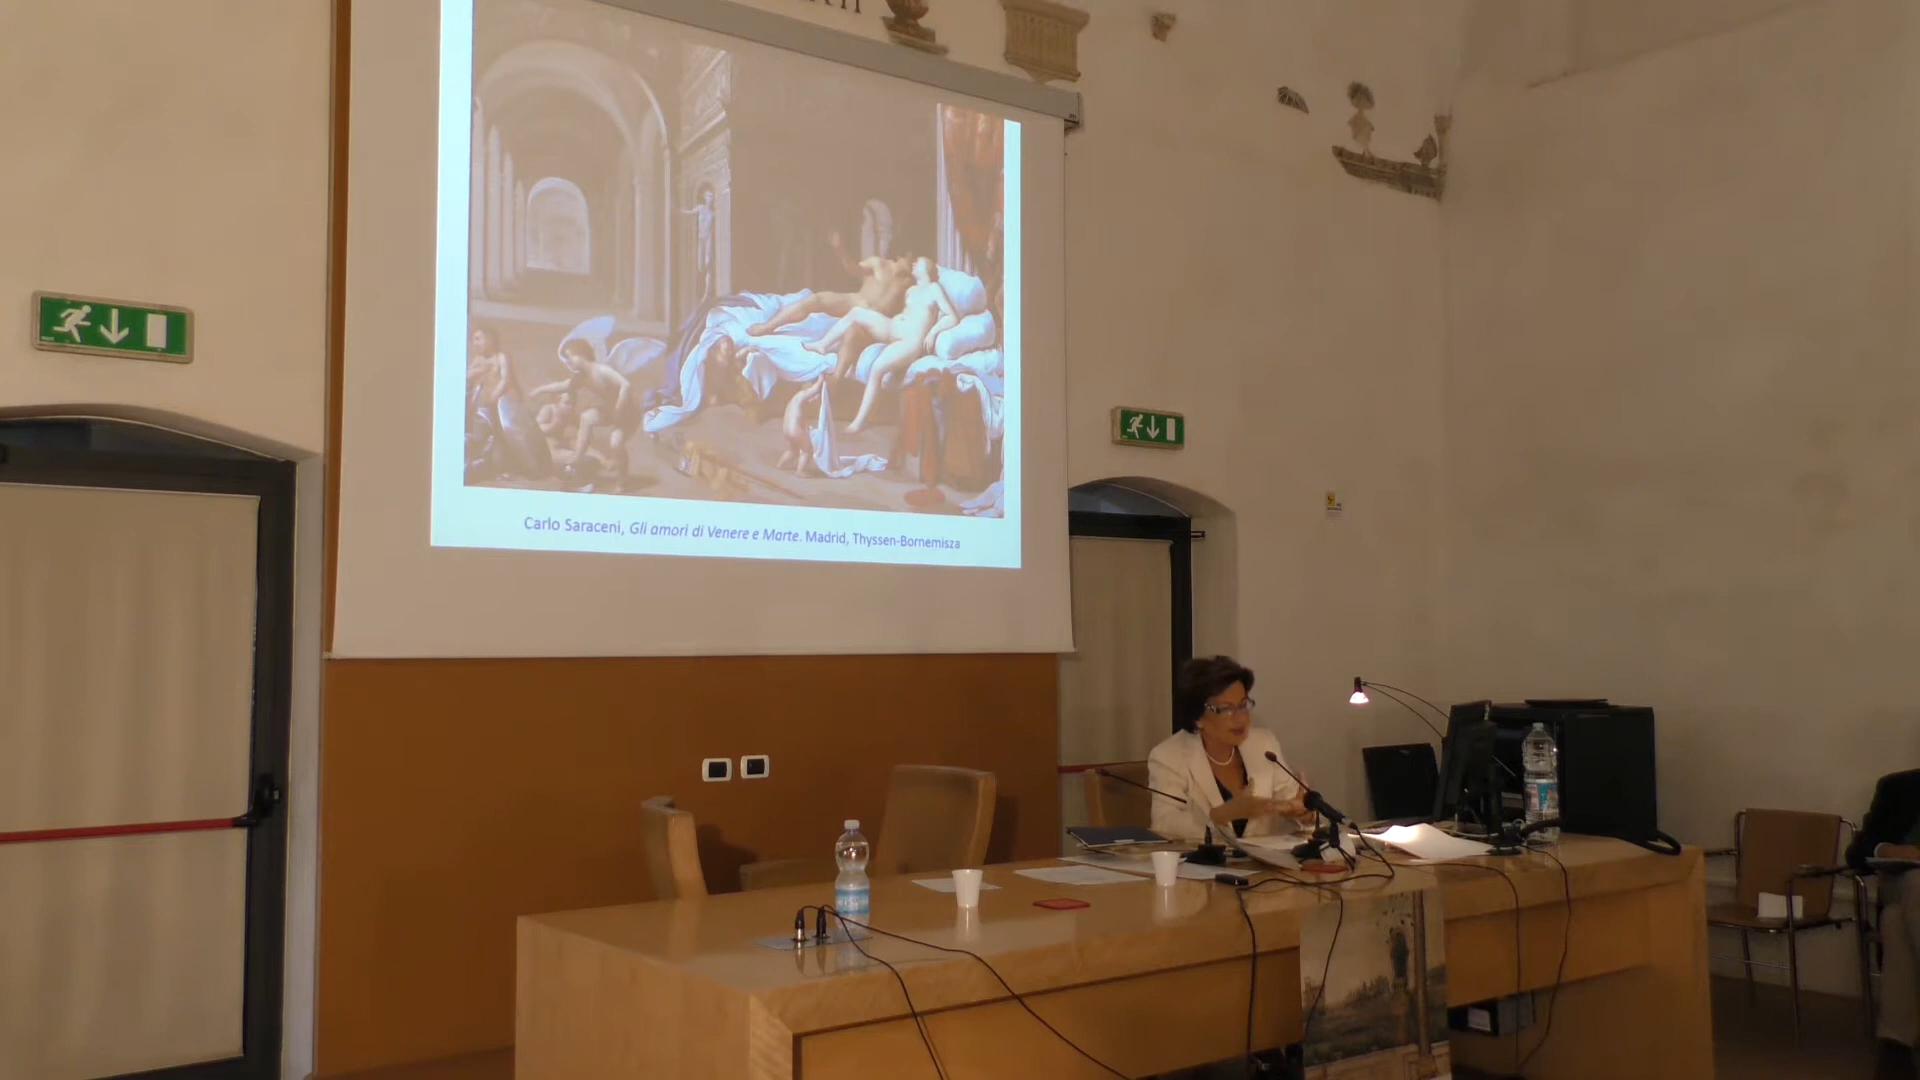 Carlo Saraceni, Gli amori di Venere e Marte. Madrid, Thyssen-Bornemisza